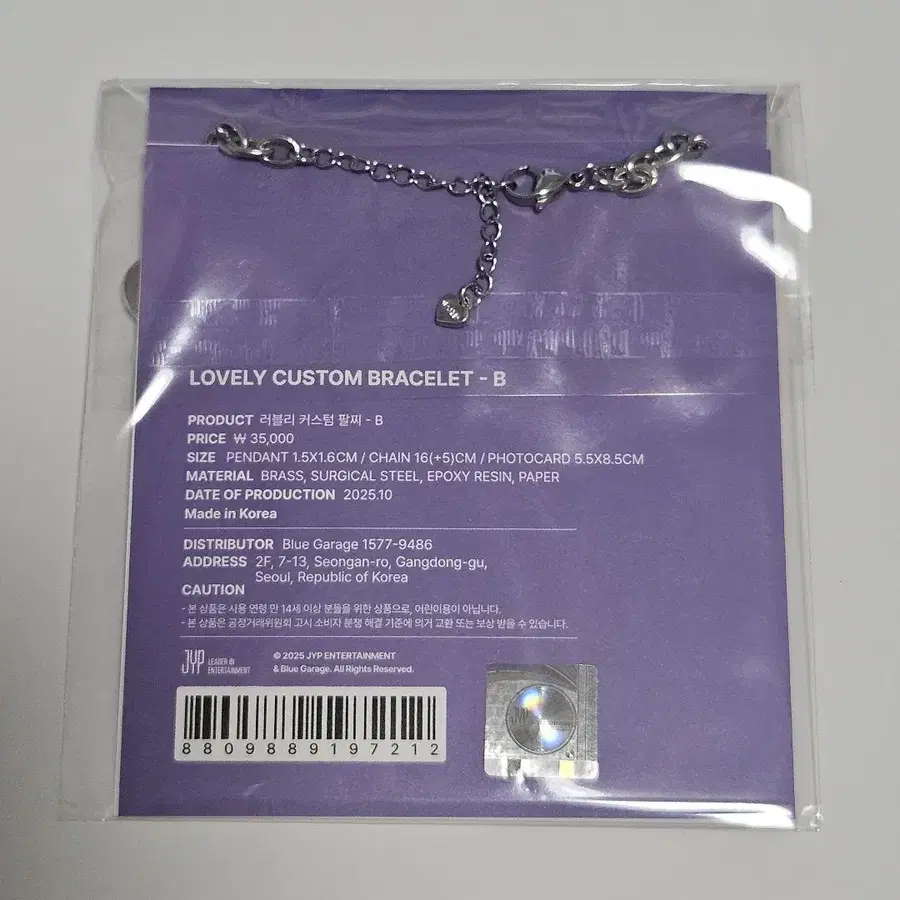 LOVELY CUSTOM BRACELET - B
PRODUCT 러블리 커스텀 팔찌 - B
PRICE ₩ 35,000
SIZE PENDANT 1.5X1.6CM / CHAIN 16(+5)CM / PHOTOCARD 5.5X8.5CM
MATERIAL BRASS, SURGICAL STEEL, EPOXY RESIN, PAPER
DATE OF PRODUCTION 2025.10
Made in Korea
DISTRIBUTOR Blue Garage 1577-9486
ADDRESS 2F, 7-13, Seongan-ro, Gangdong-gu,
Seoul, Republic of Korea
CAUTION
- 본 상품은 사용 연령 만 14세 이상 분들을 위한 상품으로, 어린이용이 아닙니다.
- 본 상품은 공정거래위원회 고시 소비자 분쟁 해결 기준에 의거 교환 또는 보상 받을 수 있습니다.
JYP LEADER IN
ENTERTAINMENT
© 2025 JYP ENTERTAINMENT
& Blue Garage. All Rights Reserved.
8809889197212